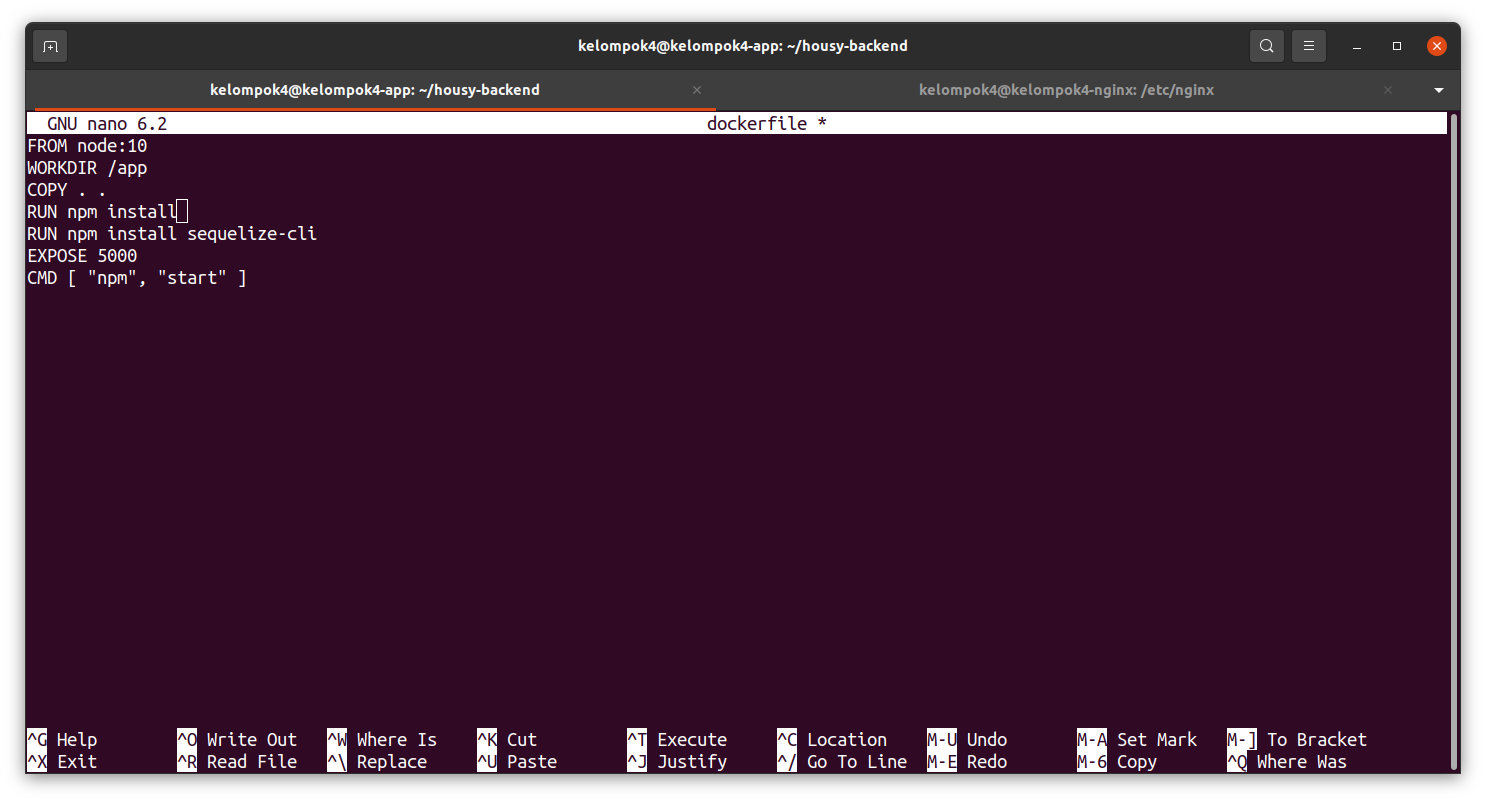 kelompok4@kelompok4-app: ~/housy-backend
kelompok4@kelompok4-app: ~/housy-backend × kelompok4@kelompok4-nginx: /etc/nginx ×
GNU nano 6.2 dockerfile *
FROM node:10
WORKDIR /app
COPY . .
RUN npm install
RUN npm install sequelize-cli
EXPOSE 5000
CMD [ "npm", "start" ]
^G Help ^O Write Out ^W Where Is ^K Cut ^T Execute ^C Location M-U Undo M-A Set Mark M-] To Bracket
^X Exit ^R Read File ^\ Replace ^U Paste ^J Justify ^/ Go To Line M-E Redo M-6 Copy ^Q Where Was